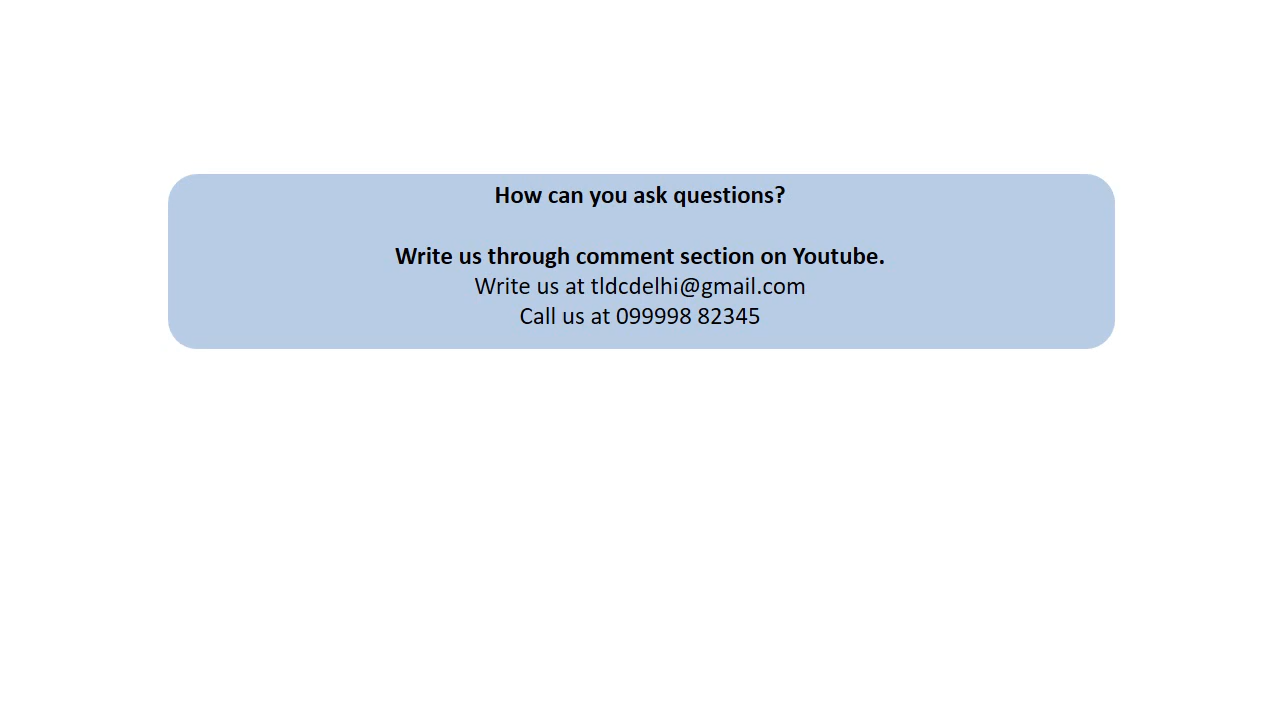 How can you ask questions?
Write us through comment section on Youtube.
Write us at tldcdelhi@gmail.com
Call us at 099998 82345